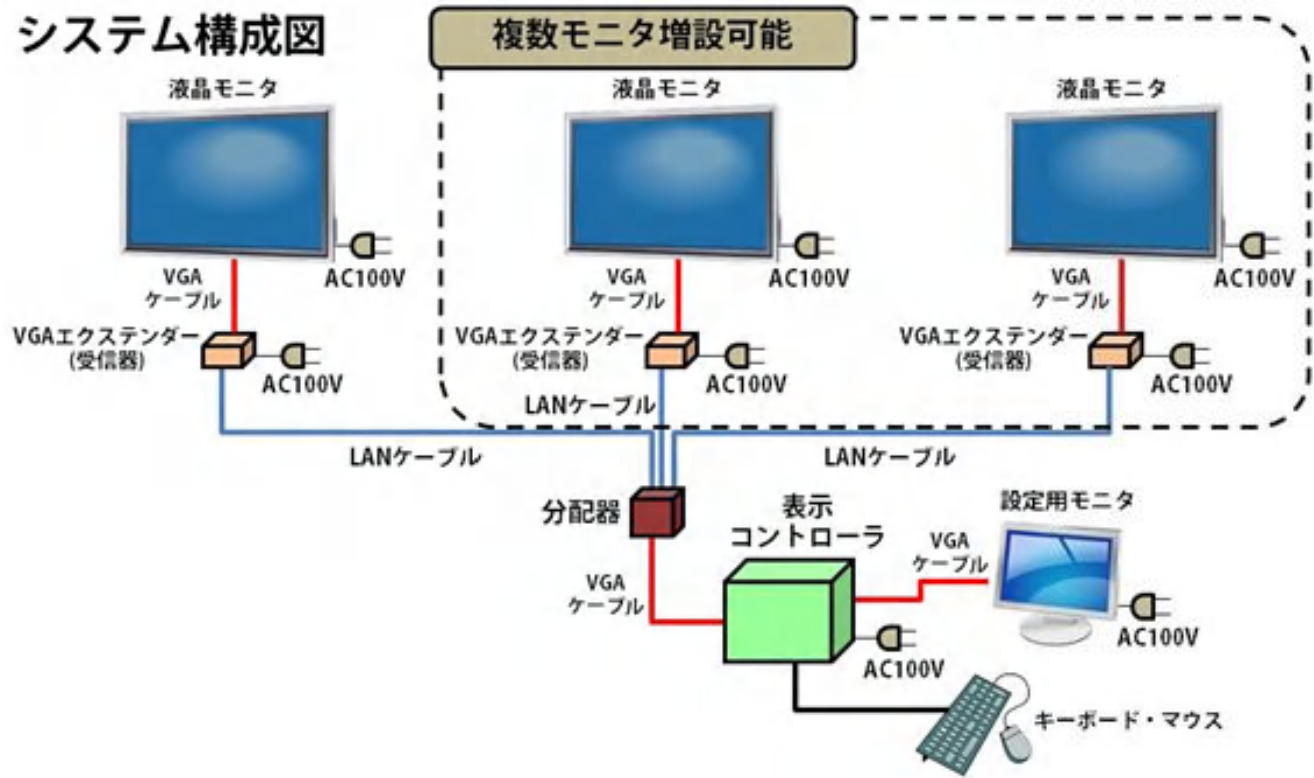 システム構成図
複数モニタ増設可能
液晶モニタ
液晶モニタ
液晶モニタ
AC100V
AC100V
AC100V
VGA
ケーブル
VGA
ケーブル
VGA
ケーブル
VGAエクステンダー
(受信器)
VGAエクステンダー
(受信器)
VGAエクステンダー
(受信器)
AC100V
AC100V
AC100V
LANケーブル
LANケーブル
LANケーブル
分配器
表示
コントローラ
設定用モニタ
VGA
ケーブル
VGA
ケーブル
AC100V
AC100V
キーボード・マウス